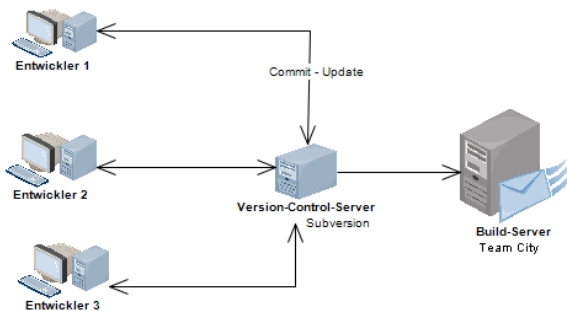 Entwickler 1
Commit - Update
Entwickler 2
Version-Control-Server
Subversion
Build-Server
Team City
Entwickler 3